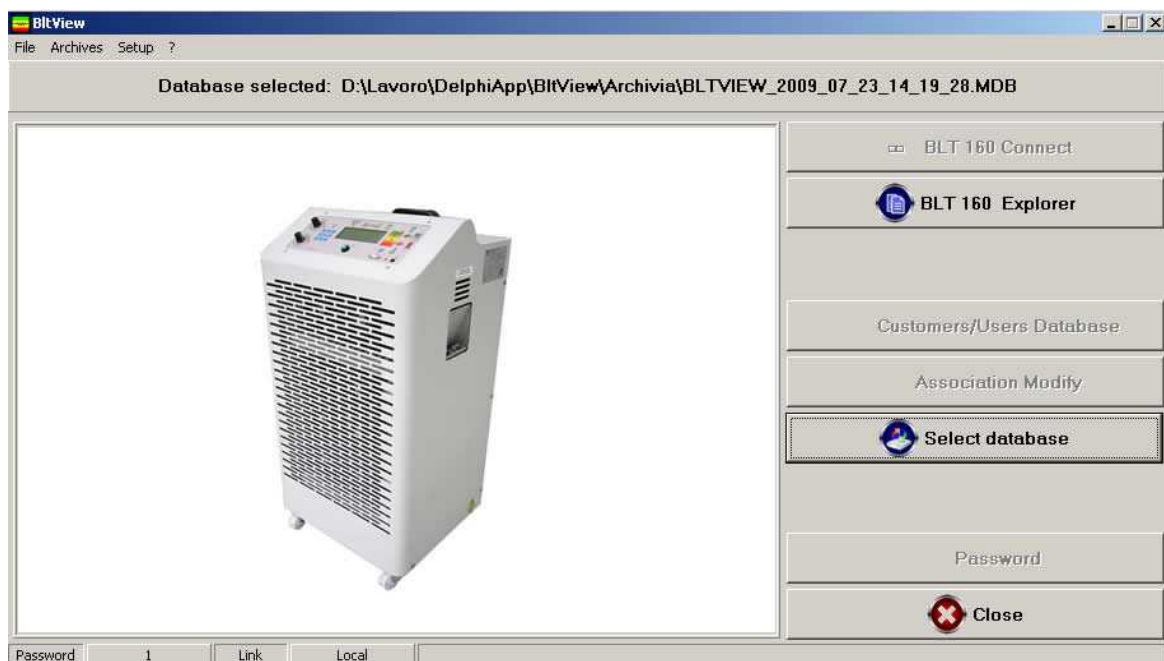 BltView
File Archives Setup ?
Database selected: D:\Lavoro\DelphiApp\BltView\Archivia\BLTVIEW_2009_07_23_14_19_28.MDB
BLT 160 Connect
BLT 160 Explorer
Customers/Users Database
Association Modify
Select database
Password
Close
Password 1 Link Local